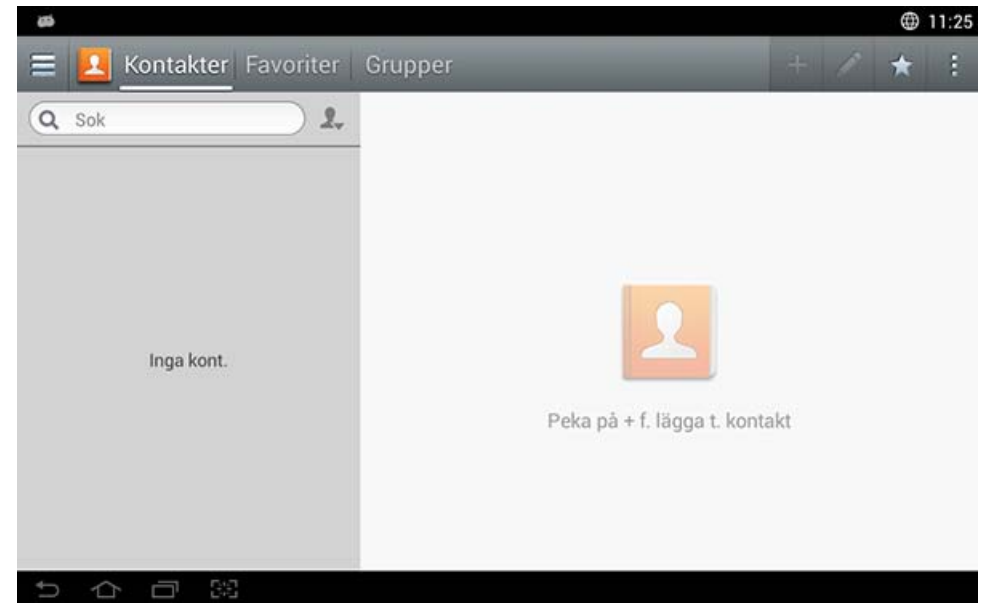 11:25
Kontakter Favoriter Grupper
Sok
Inga kont.
Peka på + f. lägga t. kontakt